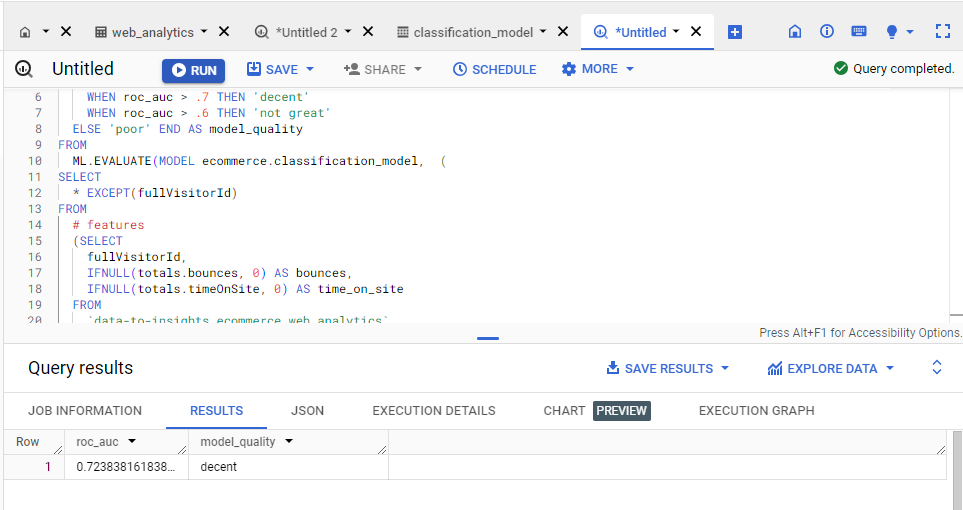 web_analytics
*Untitled 2
classification_model
*Untitled
Untitled
RUN
SAVE
SHARE
SCHEDULE
MORE
Query completed.
6 WHEN roc_auc > .7 THEN 'decent'
7 WHEN roc_auc > .6 THEN 'not great'
8 ELSE 'poor' END AS model_quality
9 FROM
10 ML.EVALUATE(MODEL ecommerce.classification_model, (
11 SELECT
12 * EXCEPT(fullVisitorId)
13 FROM
14 # features
15 (SELECT
16 fullVisitorId,
17 IFNULL(totals.bounces, 0) AS bounces,
18 IFNULL(totals.timeOnSite, 0) AS time_on_site
19 FROM
20 `data-to-insights.ecommerce.web_analytics`
Press Alt+F1 for Accessibility Options.
Query results
SAVE RESULTS
EXPLORE DATA
JOB INFORMATION
RESULTS
JSON
EXECUTION DETAILS
CHART PREVIEW
EXECUTION GRAPH
Row roc_auc model_quality
1 0.723838161838... decent